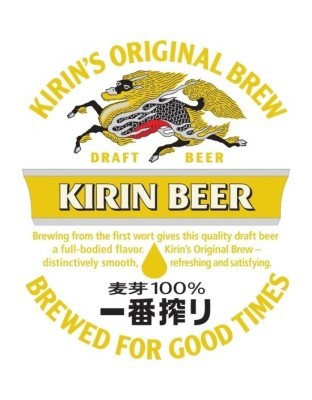 KIRIN'S ORIGINAL BREW
DRAFT BEER
KIRIN BEER
Brewing from the first wort gives this quality draft beer
a full-bodied flavor. Kirin's Original Brew –
distinctively smooth, refreshing and satisfying.
麦芽100%
一番搾り
BREWED FOR GOOD TIMES